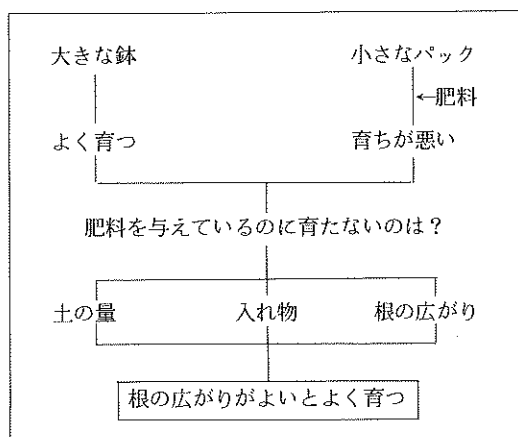 大きな鉢 小さなパック
←肥料
よく育つ 育ちが悪い
肥料を与えているのに育たないのは？
土の量 入れ物 根の広がり
根の広がりがよいとよく育つ